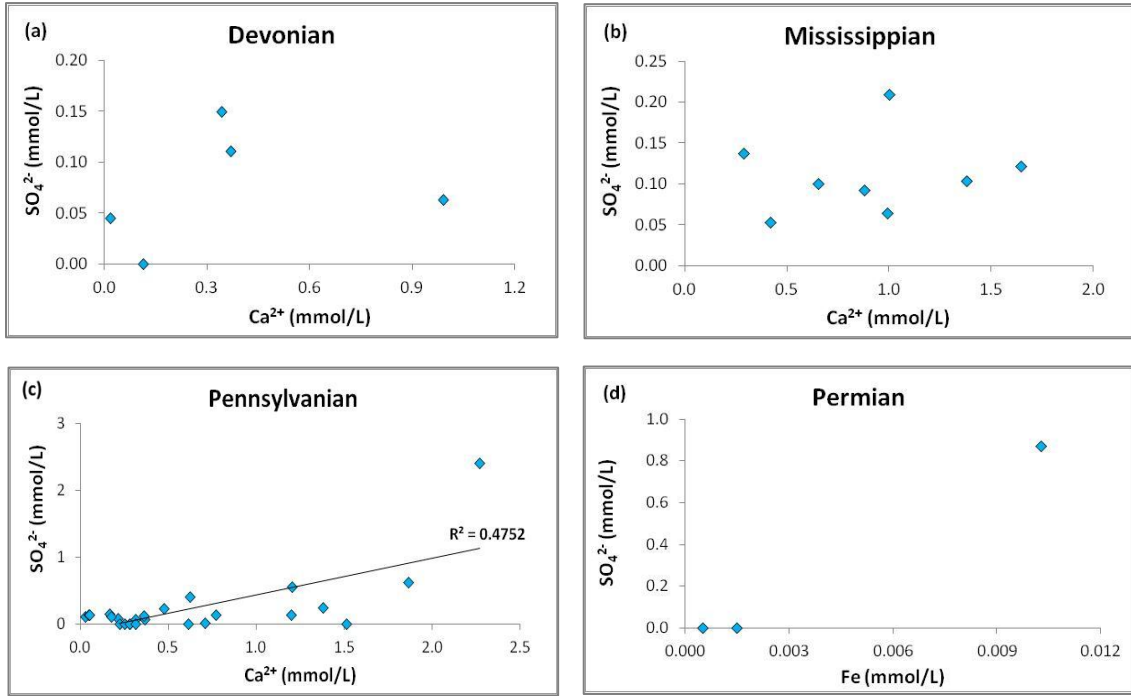 (a)
Devonian
0.20
0.15
0.10
0.05
0.00
SO₄²⁻ (mmol/L)
0.0 0.3 0.6 0.9 1.2
Ca²⁺ (mmol/L)
(b)
Mississippian
0.25
0.20
0.15
0.10
0.05
0.00
SO₄²⁻ (mmol/L)
0.0 0.5 1.0 1.5 2.0
Ca²⁺ (mmol/L)
(c)
Pennsylvanian
3
2
1
0
SO₄²⁻ (mmol/L)
R² = 0.4752
0.0 0.5 1.0 1.5 2.0 2.5
Ca²⁺ (mmol/L)
(d)
Permian
1.0
0.8
0.6
0.4
0.2
0.0
SO₄²⁻ (mmol/L)
0.000 0.003 0.006 0.009 0.012
Fe (mmol/L)